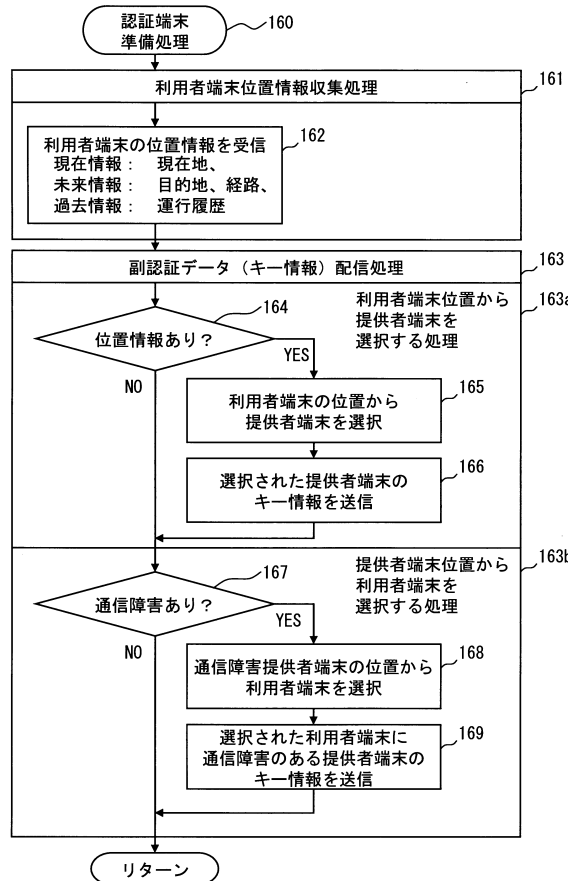 認証端末
準備処理
160
利用者端末位置情報収集処理
161
利用者端末の位置情報を受信
現在情報： 現在地、
未来情報： 目的地、経路、
過去情報： 運行履歴
162
副認証データ（キー情報）配信処理
163
163a
利用者端末位置から
提供者端末を
選択する処理
164
位置情報あり？
YES
NO
利用者端末の位置から
提供者端末を選択
165
選択された提供者端末の
キー情報を送信
166
163b
提供者端末位置から
利用者端末を
選択する処理
167
通信障害あり？
YES
NO
通信障害提供者端末の位置から
利用者端末を選択
168
選択された利用者端末に
通信障害のある提供者端末の
キー情報を送信
169
リターン